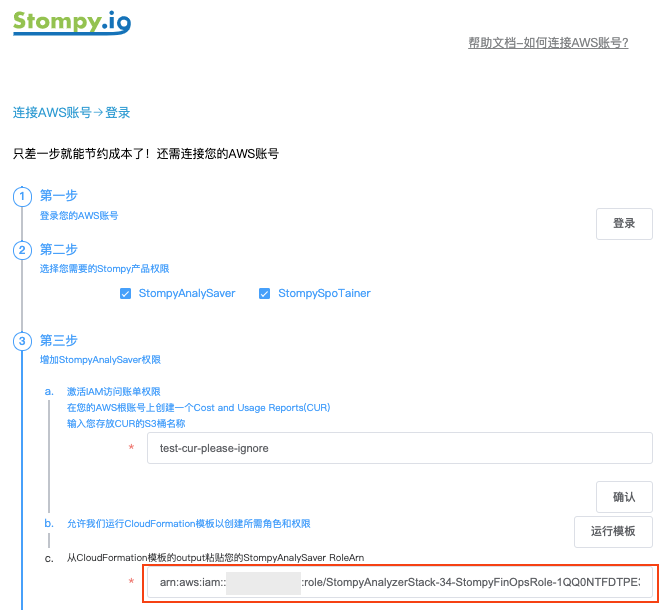 Stompy.io
帮助文档-如何连接AWS账号?
连接AWS账号→登录
只差一步就能节约成本了！还需连接您的AWS账号
1 第一步
登录您的AWS账号
登录
2 第二步
选择您需要的Stompy产品权限
StompyAnalySaver StompySpoTainer
3 第三步
增加StompyAnalySaver权限
a. 激活IAM访问账单权限
在您的AWS根账号上创建一个Cost and Usage Reports(CUR)
输入您存放CUR的S3桶名称
* test-cur-please-ignore
确认
b. 允许我们运行CloudFormation模板以创建所需角色和权限
运行模板
c. 从CloudFormation模板的output粘贴您的StompyAnalySaver RoleArn
* arn:aws:iam:: :role/StompyAnalyzerStack-34-StompyFinOpsRole-1QQ0NTFDTPE